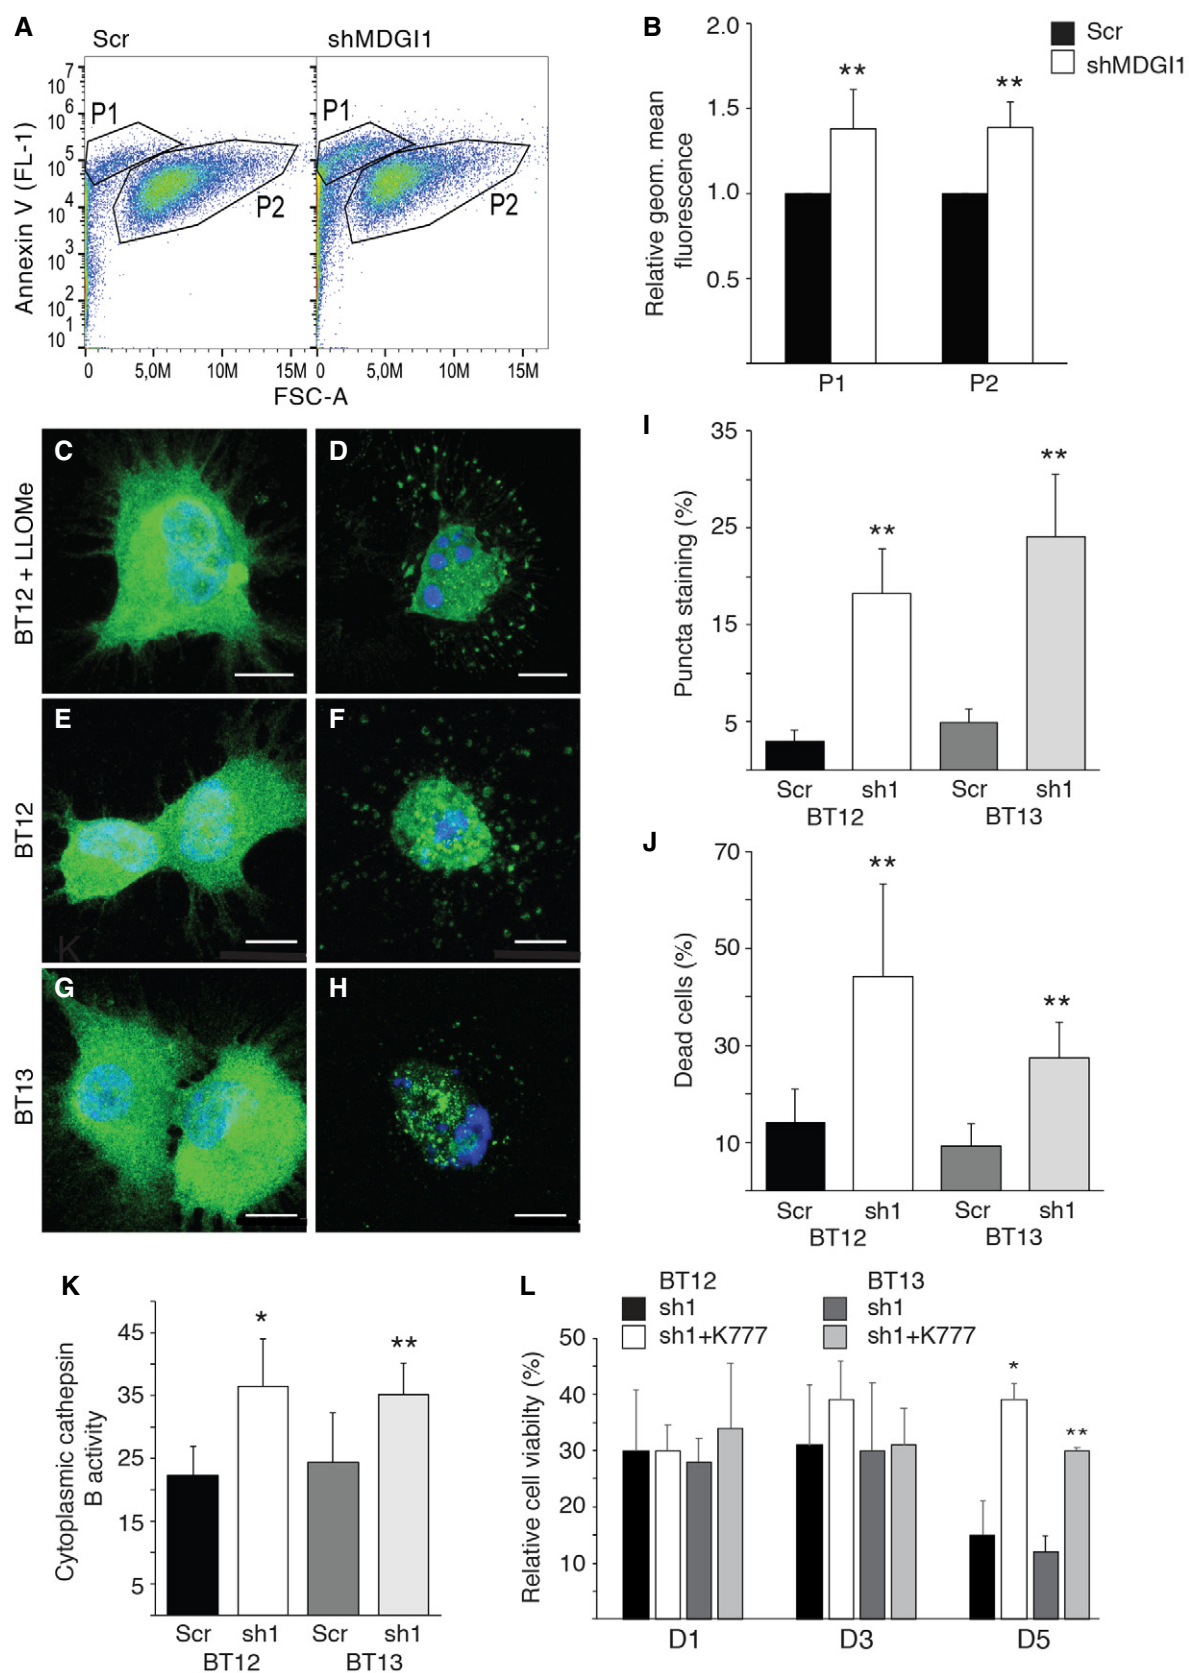 A
Scr
shMDGI1
Annexin V (FL-1)
10^7
10^6
10^5
10^4
10^3
10^2
10^1
10
P1
P2
P1
P2
0 5,0M 10M 15M 0 5,0M 10M 15M
FSC-A
B
Scr
shMDGI1
Relative geom. mean
fluorescence
2.0
1.5
1.0
0.5
** **
P1 P2
C D
BT12 + LLOMe
E F
BT12
K
G H
BT13
I
Puncta staining (%)
35
25
15
5
** **
Scr sh1 Scr sh1
BT12 BT13
J
Dead cells (%)
70
50
30
10
** **
Scr sh1 Scr sh1
BT12 BT13
K
Cytoplasmic cathepsin
B activity
45
35
25
15
5
* **
Scr sh1 Scr sh1
BT12 BT13
L
BT12 BT13
sh1 sh1
sh1+K777 sh1+K777
Relative cell viabilty (%)
50
40
30
20
10
* **
D1 D3 D5